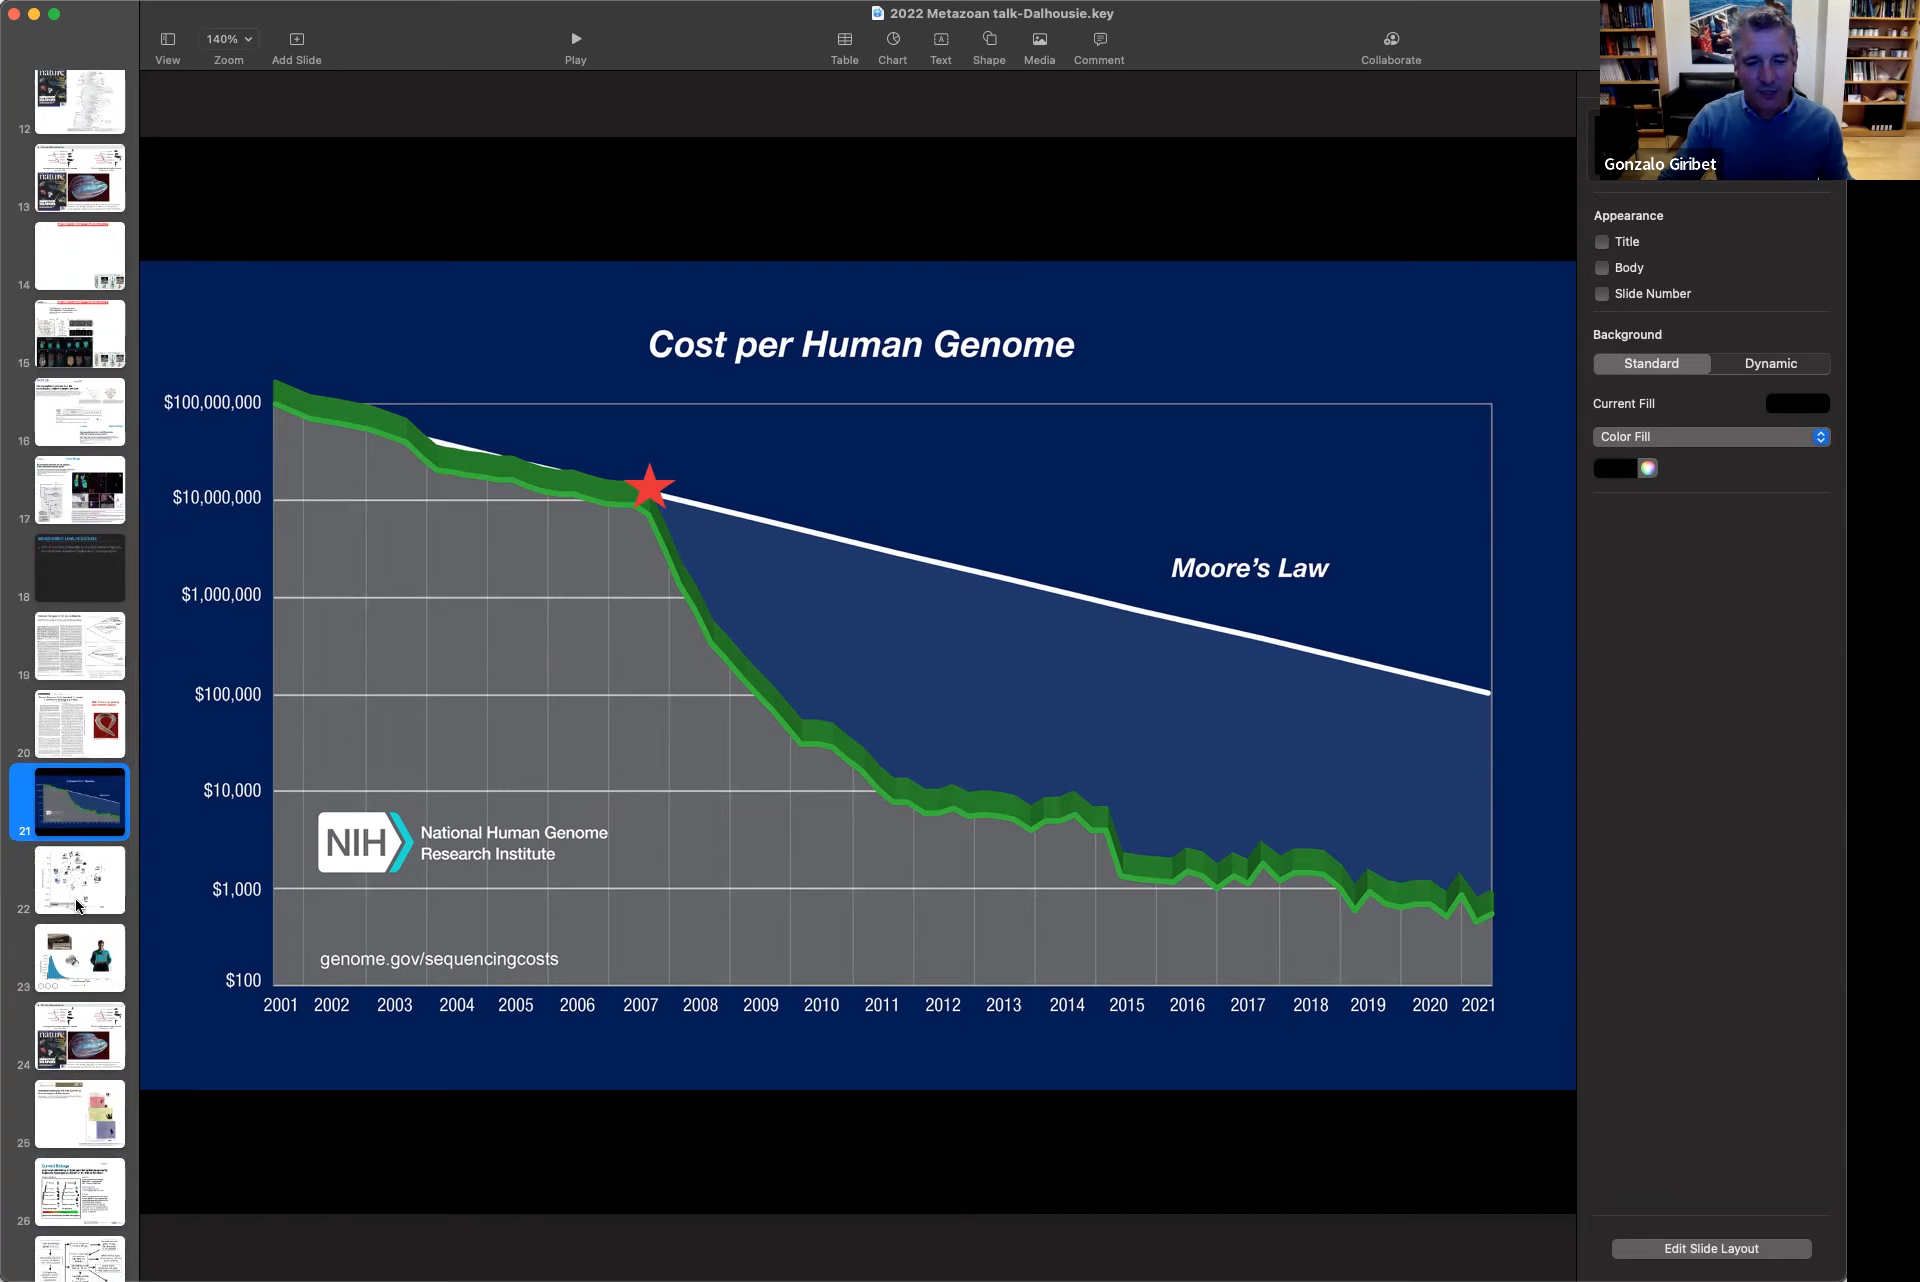 2022 Metazoan talk-Dalhousie.key
140%
View
Zoom
Add Slide
Play
Table
Chart
Text
Shape
Media
Comment
Collaborate
Gonzalo Giribet
12
13
14
15
16
17
18
19
20
21
22
23
24
25
26
nature
nature
nature
Current Biology
Cost per Human Genome
$100,000,000
$10,000,000
$1,000,000
$100,000
$10,000
$1,000
$100
Moore's Law
NIH
National Human Genome
Research Institute
genome.gov/sequencingcosts
2001 2002 2003 2004 2005 2006 2007 2008 2009 2010 2011 2012 2013 2014 2015 2016 2017 2018 2019 2020 2021
Appearance
Title
Body
Slide Number
Background
Standard
Dynamic
Current Fill
Color Fill
Edit Slide Layout